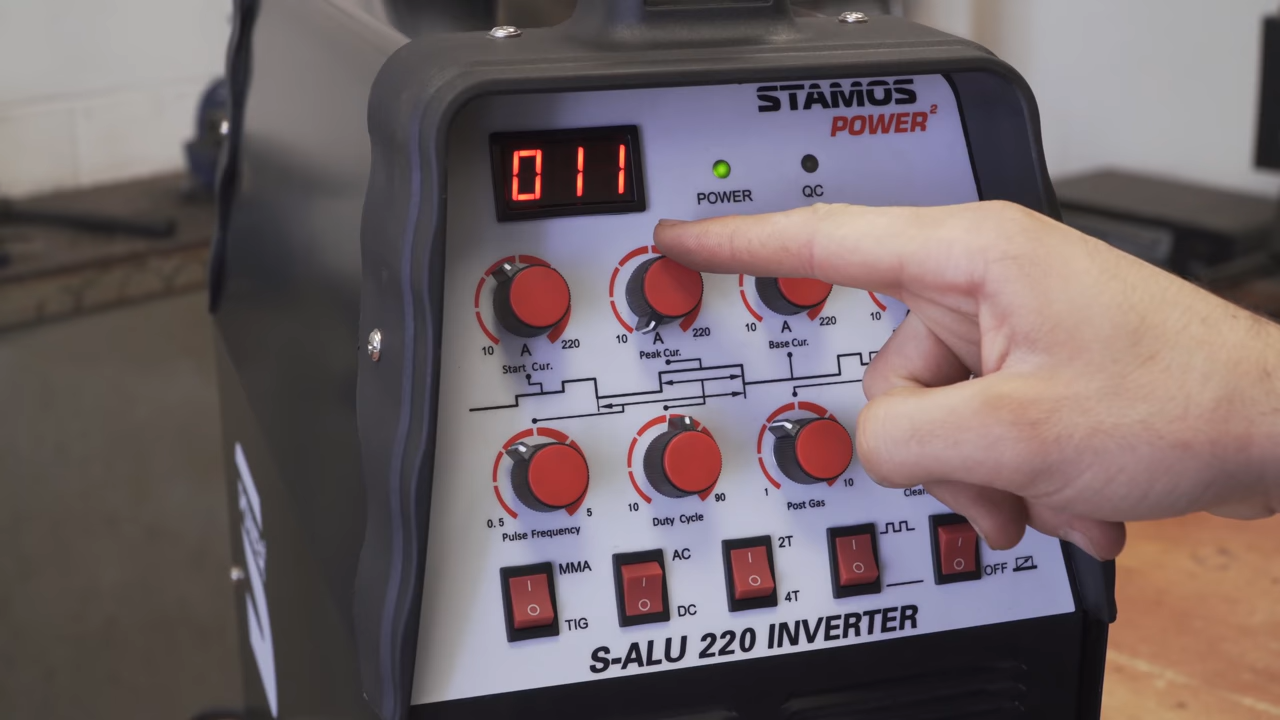 STAMOS
POWER²
011
POWER QC
10 A 220
Start Cur.
10 A 220
Peak Cur.
10 A 220
Base Cur.
10
0.5 5
Pulse Frequency
10 90
Duty Cycle
1 10
Post Gas
MMA
TIG
AC
DC
2T
4T
OFF
S-ALU 220 INVERTER